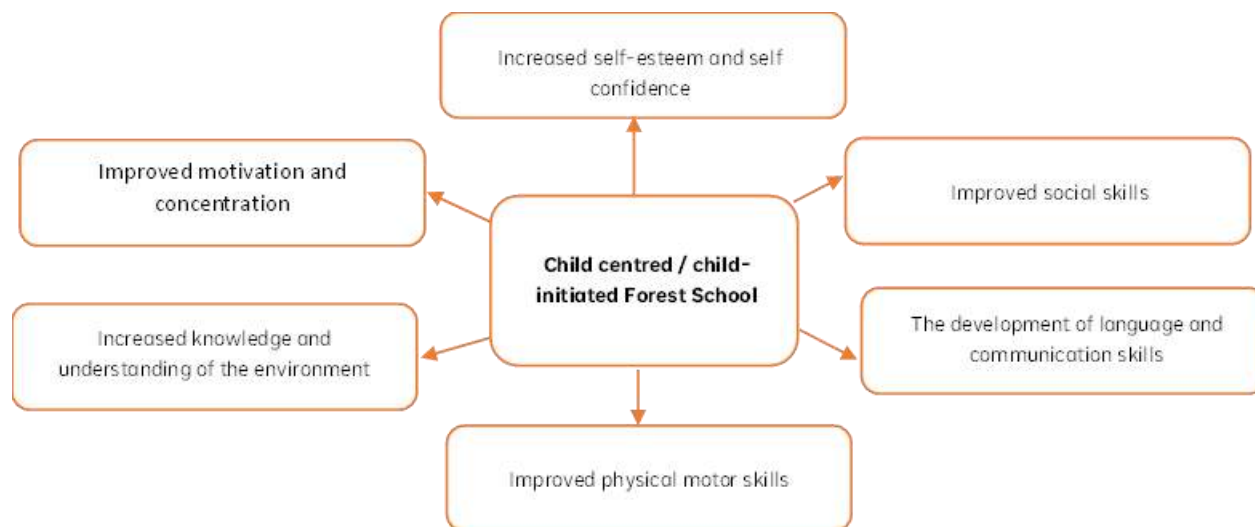 Increased self-esteem and self
confidence
Improved motivation and
concentration
Improved social skills
Child centred / child-
initiated Forest School
Increased knowledge and
understanding of the environment
The development of language and
communication skills
Improved physical motor skills